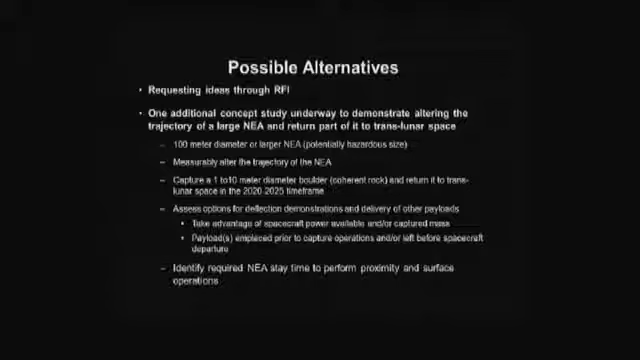 Possible Alternatives
• Requesting ideas through RFI
• One additional concept study underway to demonstrate altering the
trajectory of a large NEA and return part of it to trans-lunar space
– 100 meter diameter or larger NEA (potentially hazardous size)
– Measurably alter the trajectory of the NEA
– Capture a 1 to10 meter diameter boulder (coherent rock) and return it to trans-
lunar space in the 2020-2025 timeframe
– Assess options for deflection demonstrations and delivery of other payloads
• Take advantage of spacecraft power available and/or captured mass
• Payload(s) emplaced prior to capture operations and/or left before spacecraft
departure
– Identify required NEA stay time to perform proximity and surface
operations